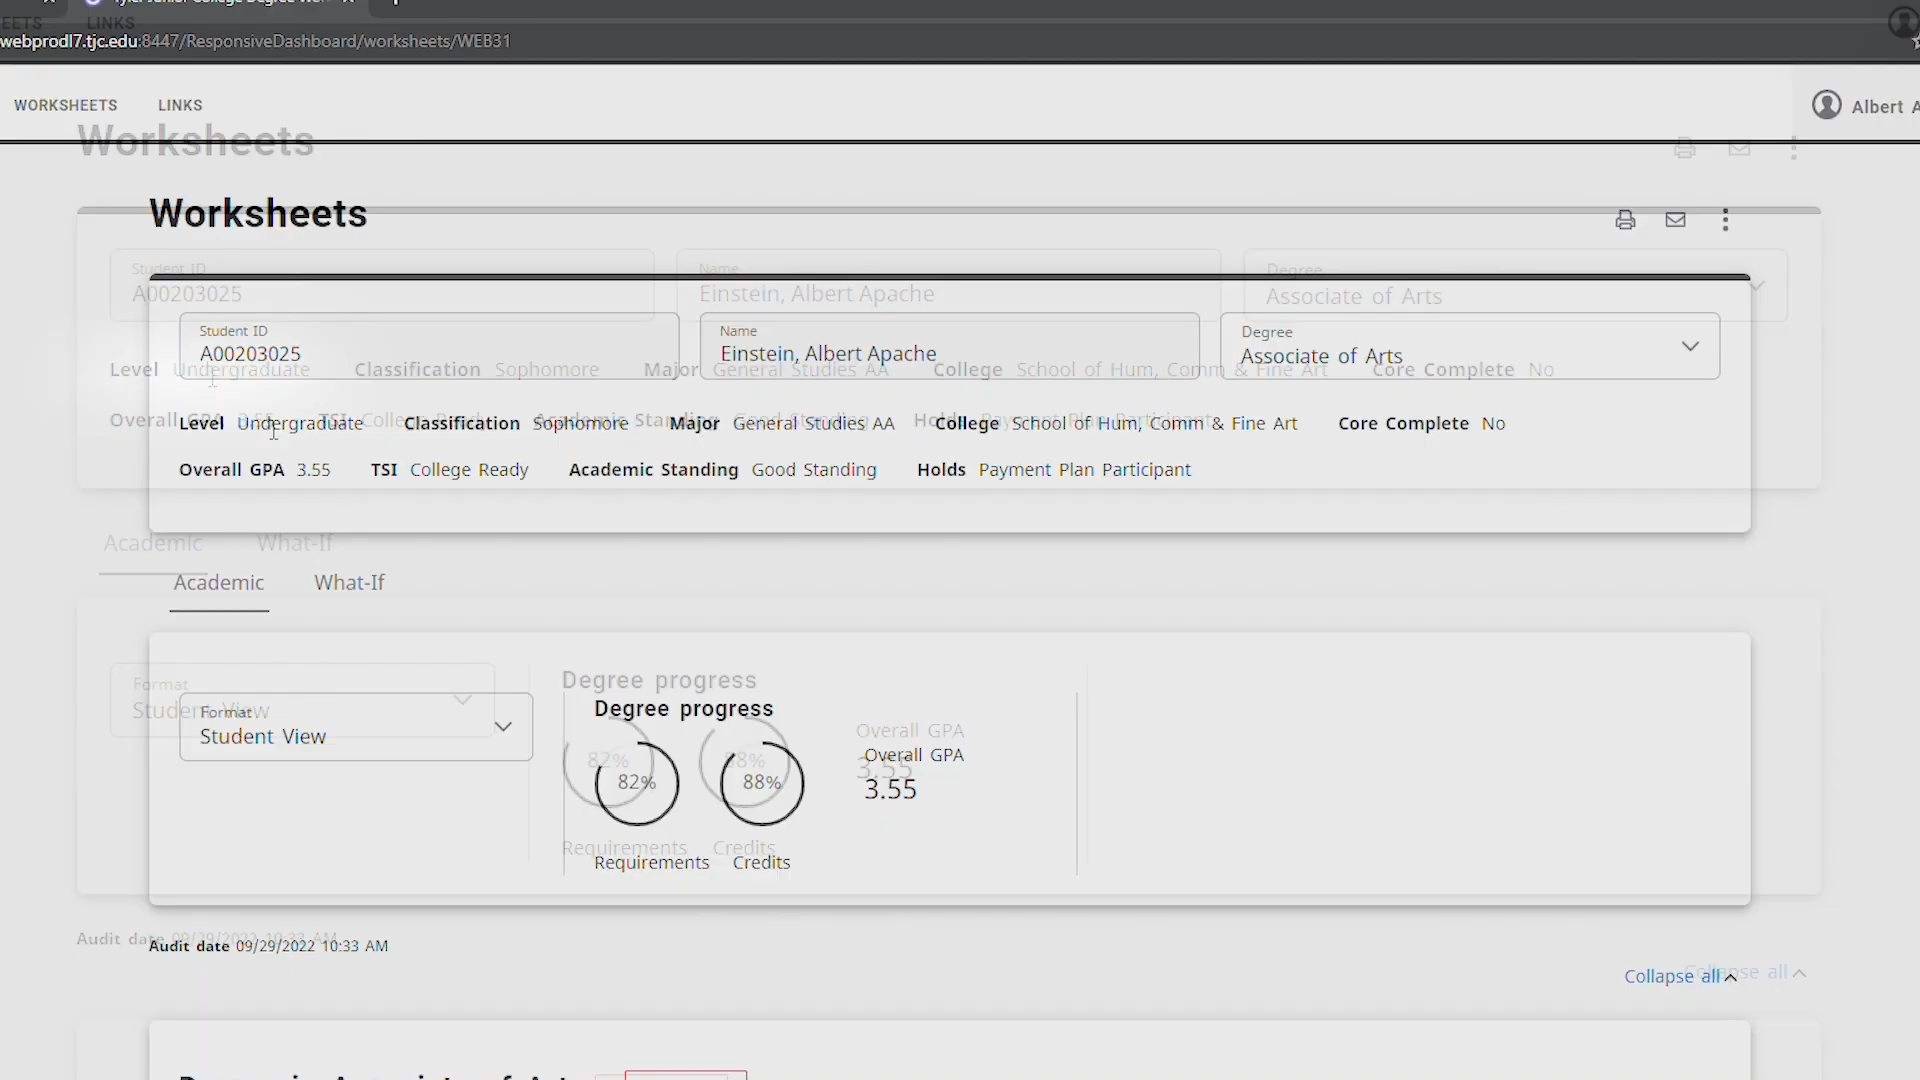 webprodl7.tjc.edu:8447/ResponsiveDashboard/worksheets/WEB31
WORKSHEETS LINKS
Albert A
Worksheets
Student ID
A00203025
Name
Einstein, Albert Apache
Degree
Associate of Arts
Level Undergraduate Classification Sophomore Major General Studies AA College School of Hum, Comm & Fine Art Core Complete No
Overall GPA 3.55 TSI College Ready Academic Standing Good Standing Holds Payment Plan Participant
Academic What-If
Format
Student View
Degree progress
82% 88%
Requirements Credits
Overall GPA
3.55
Audit date 09/29/2022 10:33 AM
Collapse all